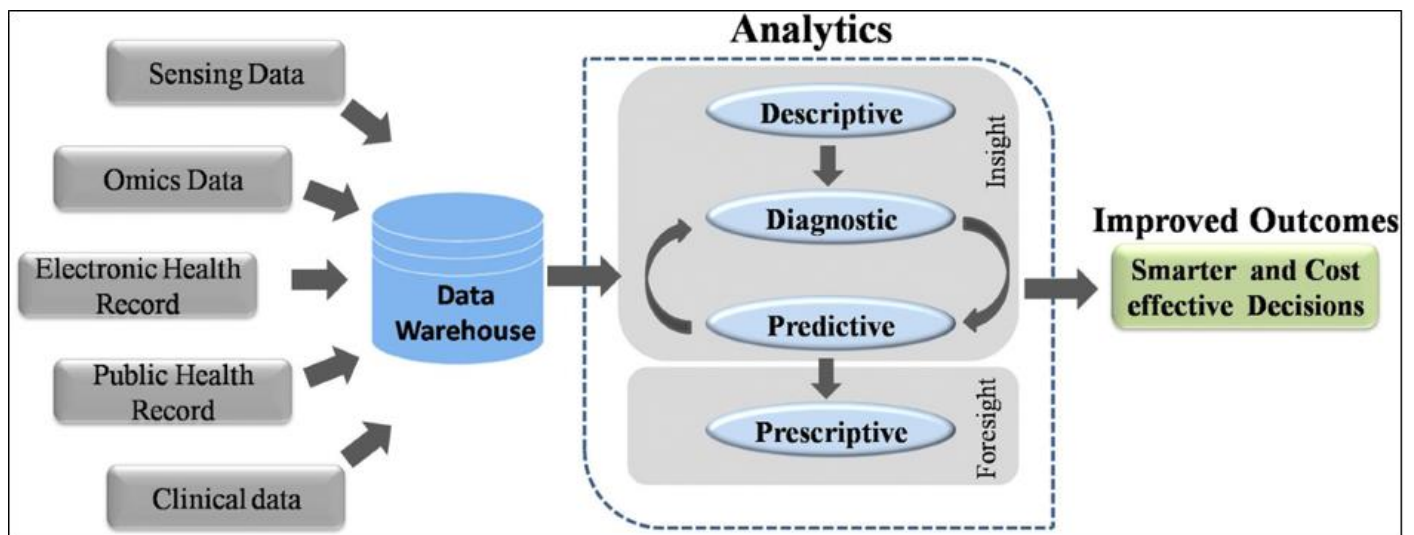 Analytics
Sensing Data
Omics Data
Electronic Health
Record
Public Health
Record
Clinical data
Data
Warehouse
Descriptive
Diagnostic
Predictive
Insight
Prescriptive
Foresight
Improved Outcomes
Smarter and Cost
effective Decisions